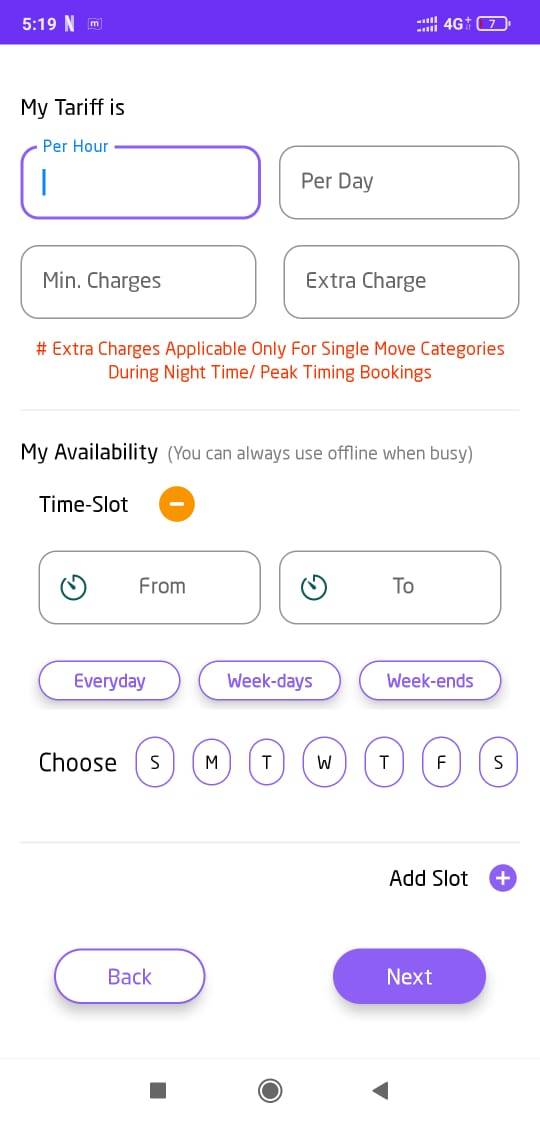 5:19 N m 4G+ 7
My Tariff is
Per Hour
Per Day
Min. Charges
Extra Charge
# Extra Charges Applicable Only For Single Move Categories
During Night Time/ Peak Timing Bookings
My Availability (You can always use offline when busy)
Time-Slot
From
To
Everyday Week-days Week-ends
Choose S M T W T F S
Add Slot
Back Next